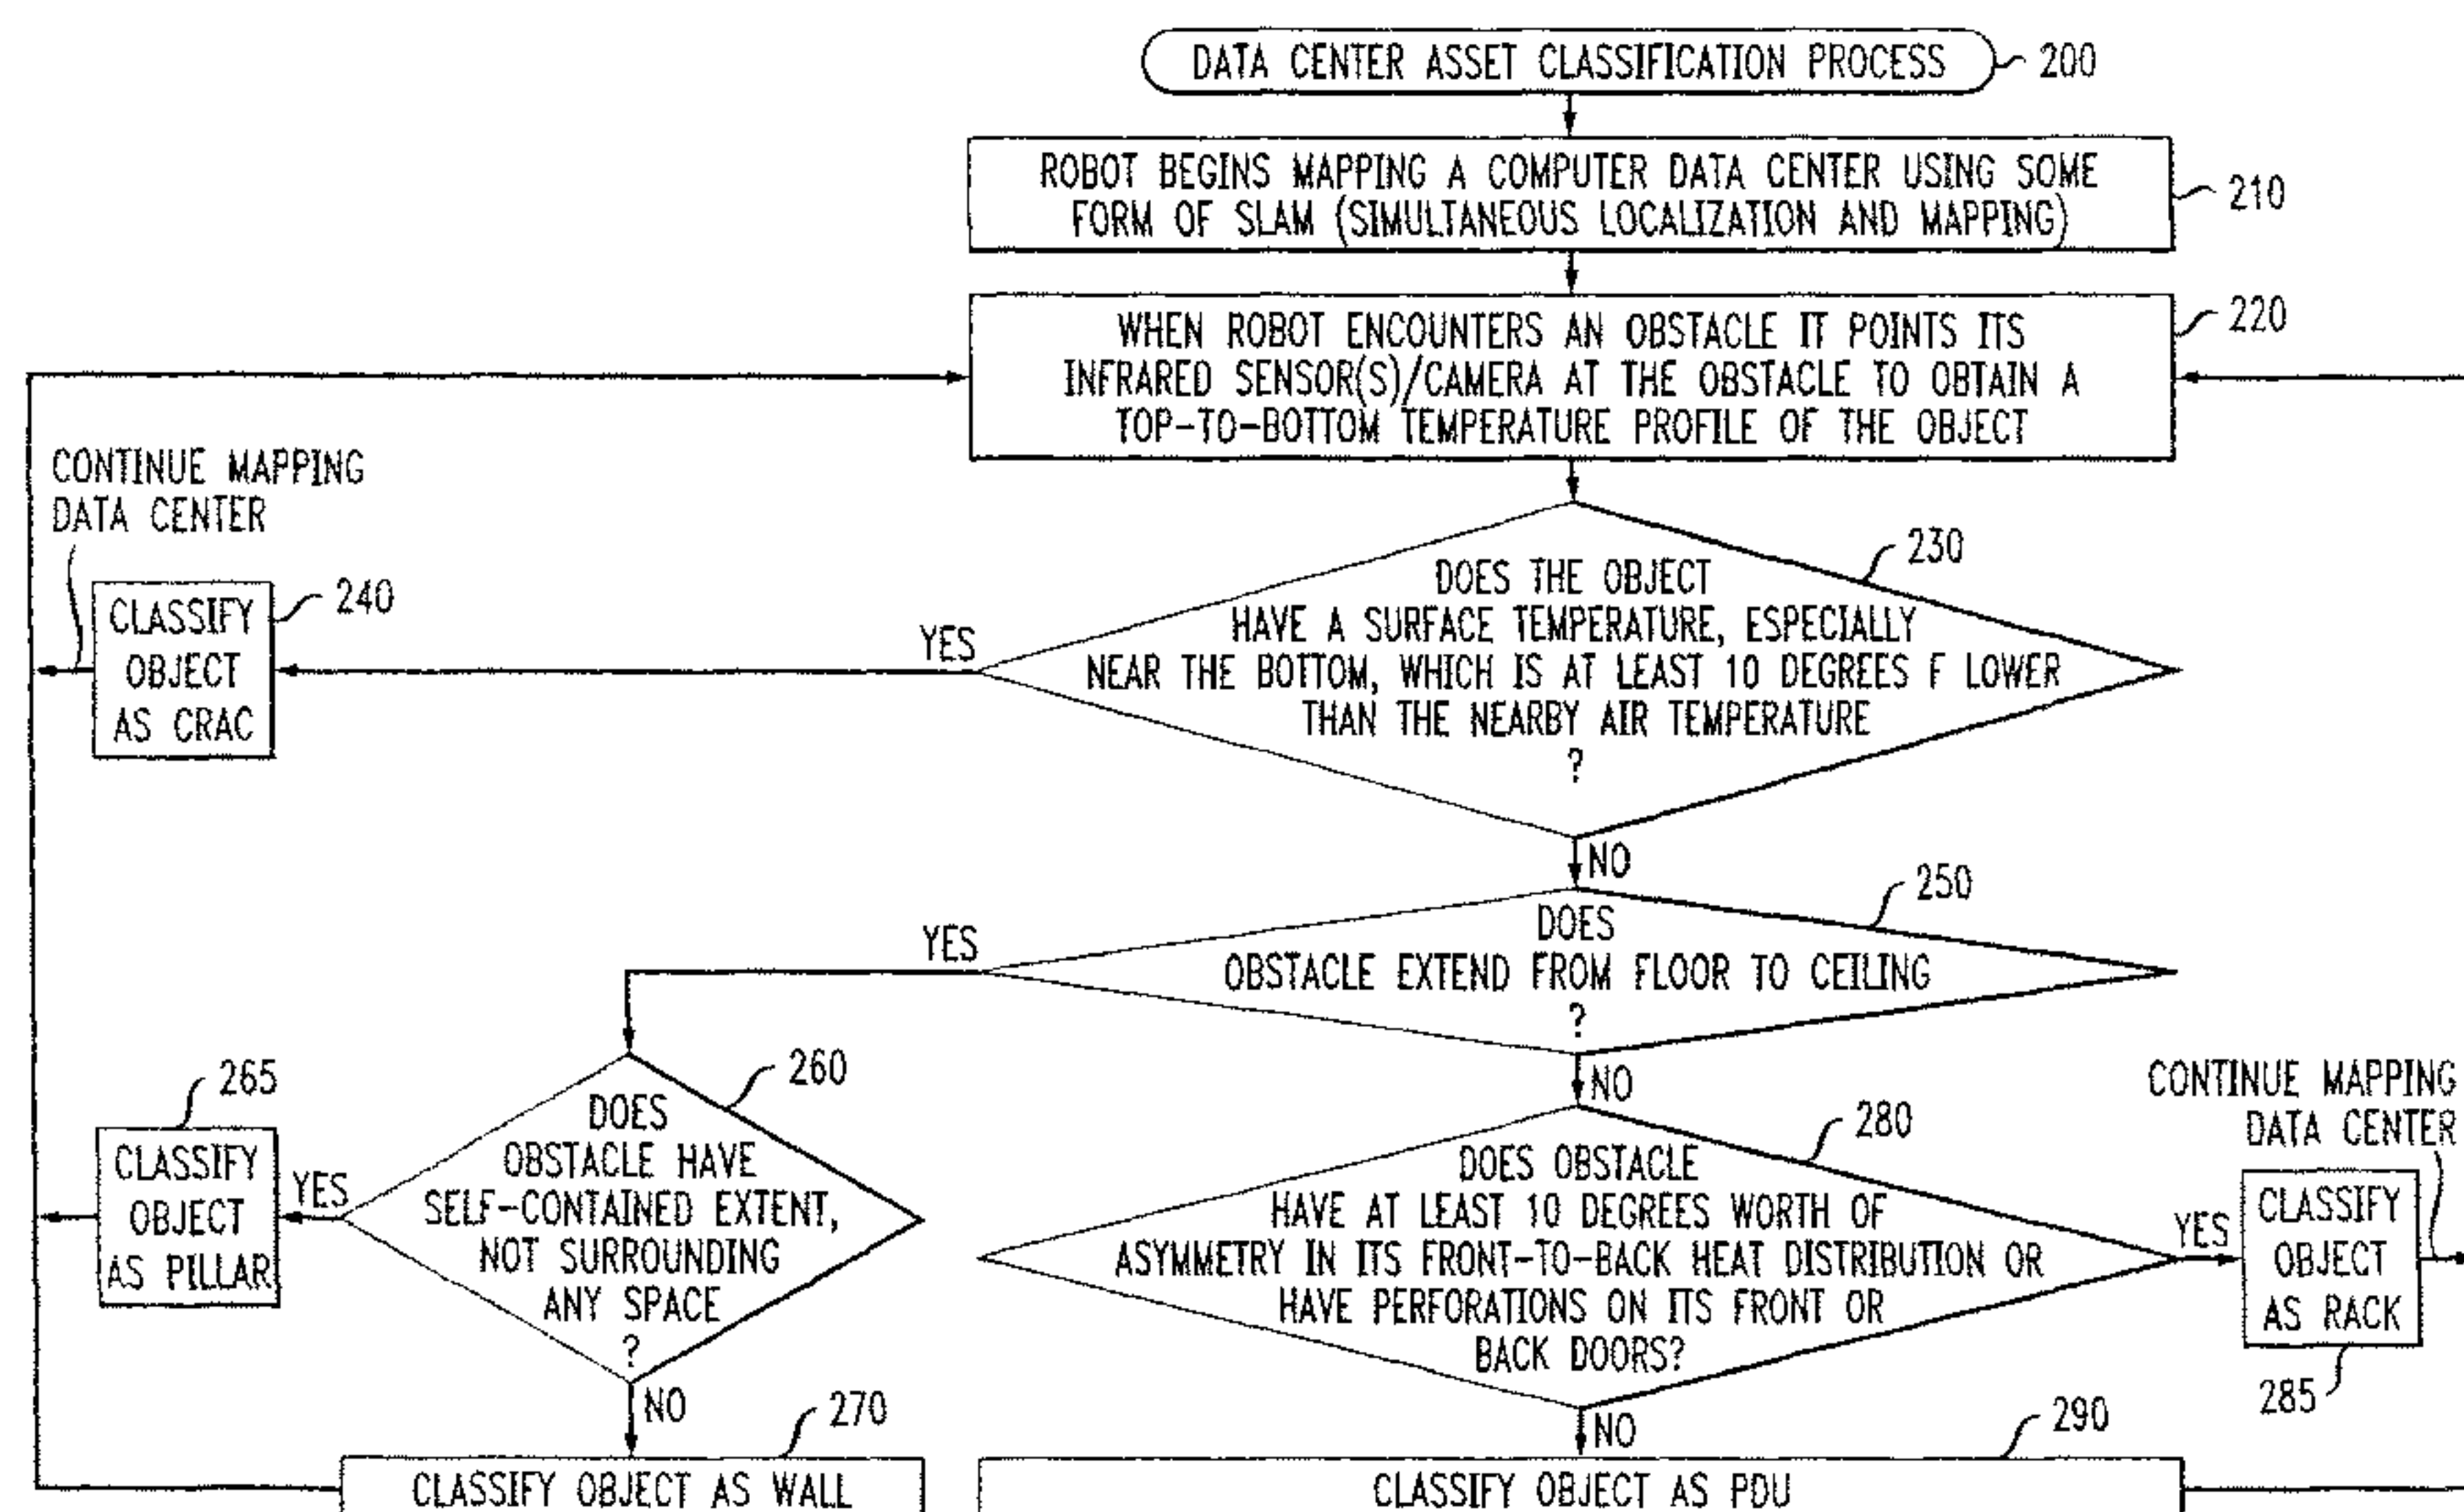 DATA CENTER ASSET CLASSIFICATION PROCESS
200
ROBOT BEGINS MAPPING A COMPUTER DATA CENTER USING SOME
FORM OF SLAM (SIMULTANEOUS LOCALIZATION AND MAPPING)
210
WHEN ROBOT ENCOUNTERS AN OBSTACLE IT POINTS ITS
INFRARED SENSOR(S)/CAMERA AT THE OBSTACLE TO OBTAIN A
TOP-TO-BOTTOM TEMPERATURE PROFILE OF THE OBJECT
220
CONTINUE MAPPING
DATA CENTER
DOES THE OBJECT
HAVE A SURFACE TEMPERATURE, ESPECIALLY
NEAR THE BOTTOM, WHICH IS AT LEAST 10 DEGREES F LOWER
THAN THE NEARBY AIR TEMPERATURE
?
230
YES
CLASSIFY
OBJECT
AS CRAC
240
NO
DOES
OBSTACLE EXTEND FROM FLOOR TO CEILING
?
250
YES
NO
DOES
OBSTACLE HAVE
SELF-CONTAINED EXTENT,
NOT SURROUNDING
ANY SPACE
?
260
YES
CLASSIFY
OBJECT
AS PILLAR
265
NO
CLASSIFY OBJECT AS WALL
270
DOES OBSTACLE
HAVE AT LEAST 10 DEGREES WORTH OF
ASYMMETRY IN ITS FRONT-TO-BACK HEAT DISTRIBUTION OR
HAVE PERFORATIONS ON ITS FRONT OR
BACK DOORS?
280
YES
CONTINUE MAPPING
DATA CENTER
CLASSIFY
OBJECT
AS RACK
285
NO
CLASSIFY OBJECT AS PDU
290